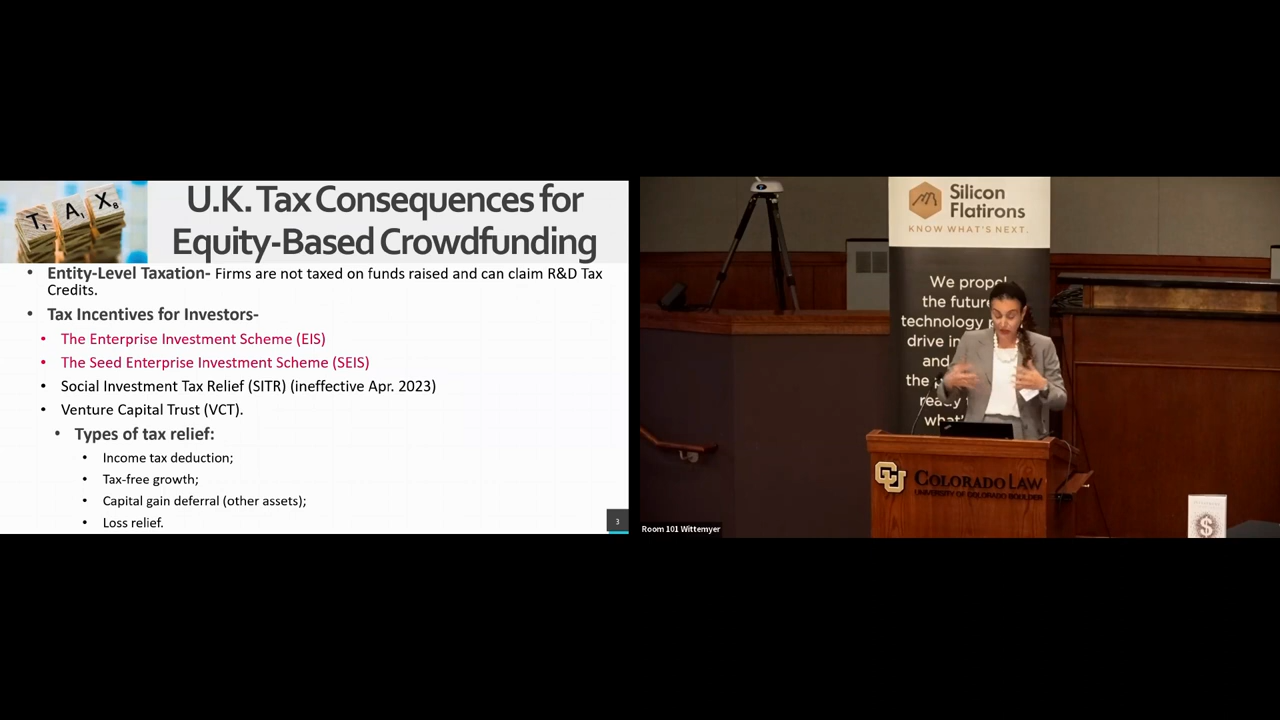 T1 A1 X8
U.K. Tax Consequences for
Equity-Based Crowdfunding
• Entity-Level Taxation- Firms are not taxed on funds raised and can claim R&D Tax
Credits.
• Tax Incentives for Investors-
• The Enterprise Investment Scheme (EIS)
• The Seed Enterprise Investment Scheme (SEIS)
• Social Investment Tax Relief (SITR) (ineffective Apr. 2023)
• Venture Capital Trust (VCT).
• Types of tax relief:
• Income tax deduction;
• Tax-free growth;
• Capital gain deferral (other assets);
• Loss relief.
3
Silicon
Flatirons
KNOW WHAT'S NEXT.
We
the future
technology
drive
and
the
ready
CU COLORADO LAW
UNIVERSITY OF COLORADO BOULDER
$
Room 101 Wittemyer